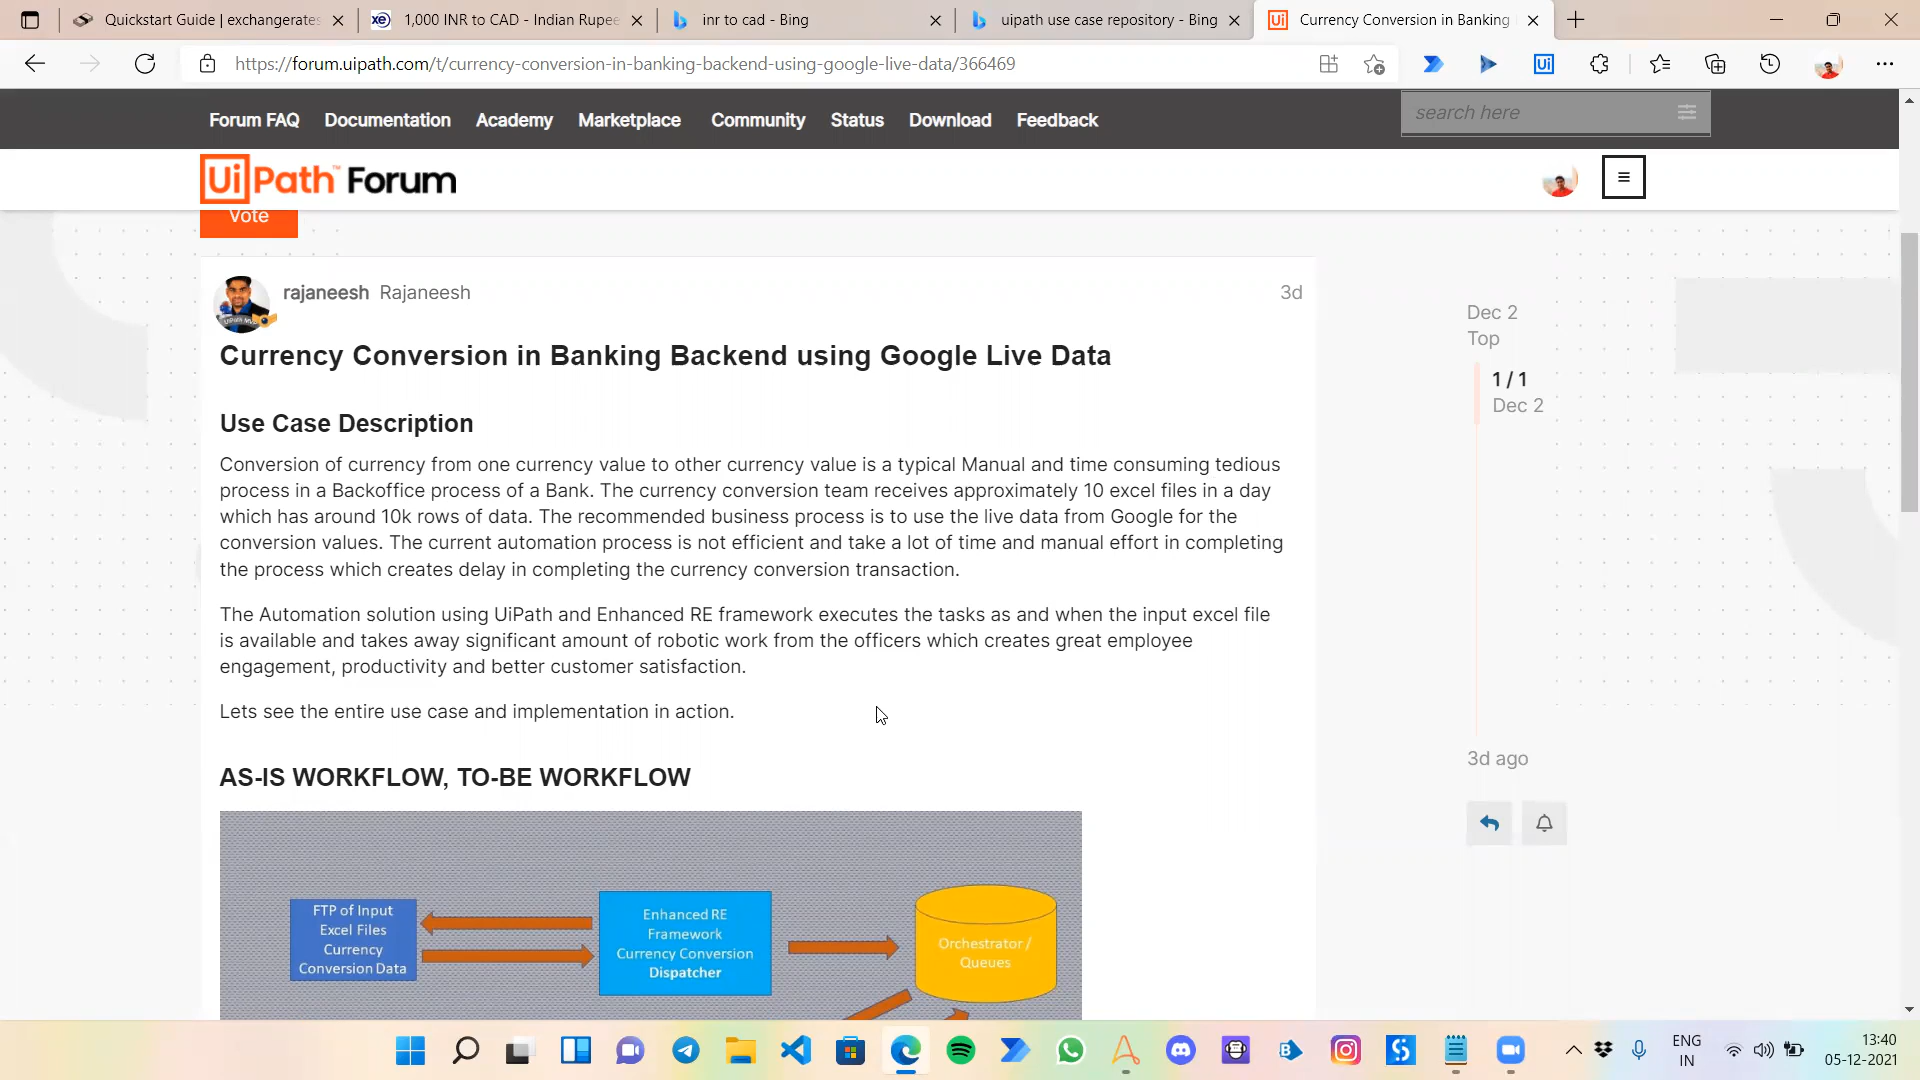 Quickstart Guide | exchangerates
1,000 INR to CAD - Indian Rupee
inr to cad - Bing
uipath use case repository - Bing
Currency Conversion in Banking
https://forum.uipath.com/t/currency-conversion-in-banking-backend-using-google-live-data/366469
Forum FAQ Documentation Academy Marketplace Community Status Download Feedback
search here
UiPath Forum
Vote
rajaneesh Rajaneesh 3d
Currency Conversion in Banking Backend using Google Live Data
Use Case Description
Conversion of currency from one currency value to other currency value is a typical Manual and time consuming tedious
process in a Backoffice process of a Bank. The currency conversion team receives approximately 10 excel files in a day
which has around 10k rows of data. The recommended business process is to use the live data from Google for the
conversion values. The current automation process is not efficient and take a lot of time and manual effort in completing
the process which creates delay in completing the currency conversion transaction.
The Automation solution using UiPath and Enhanced RE framework executes the tasks as and when the input excel file
is available and takes away significant amount of robotic work from the officers which creates great employee
engagement, productivity and better customer satisfaction.
Lets see the entire use case and implementation in action.
AS-IS WORKFLOW, TO-BE WORKFLOW
FTP of Input
Excel Files
Currency
Conversion Data
Enhanced RE
Framework
Currency Conversion
Dispatcher
Orchestrator /
Queues
Dec 2
Top
1 / 1
Dec 2
3d ago
ENG
IN
13:40
05-12-2021